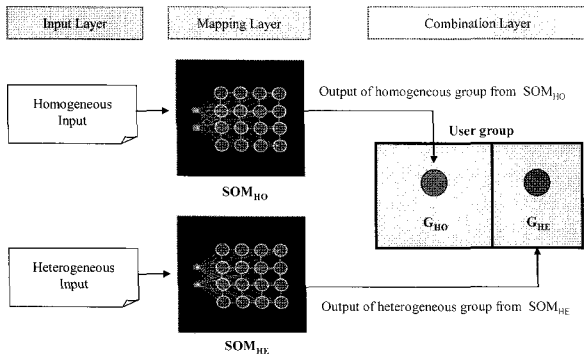 Input Layer
Mapping Layer
Combination Layer
Homogeneous
Input
Output of homogeneous group from SOM_HO
User group
SOM_HO
G_HO
G_HE
Heterogeneous
Input
Output of heterogeneous group from SOM_HE
SOM_HE